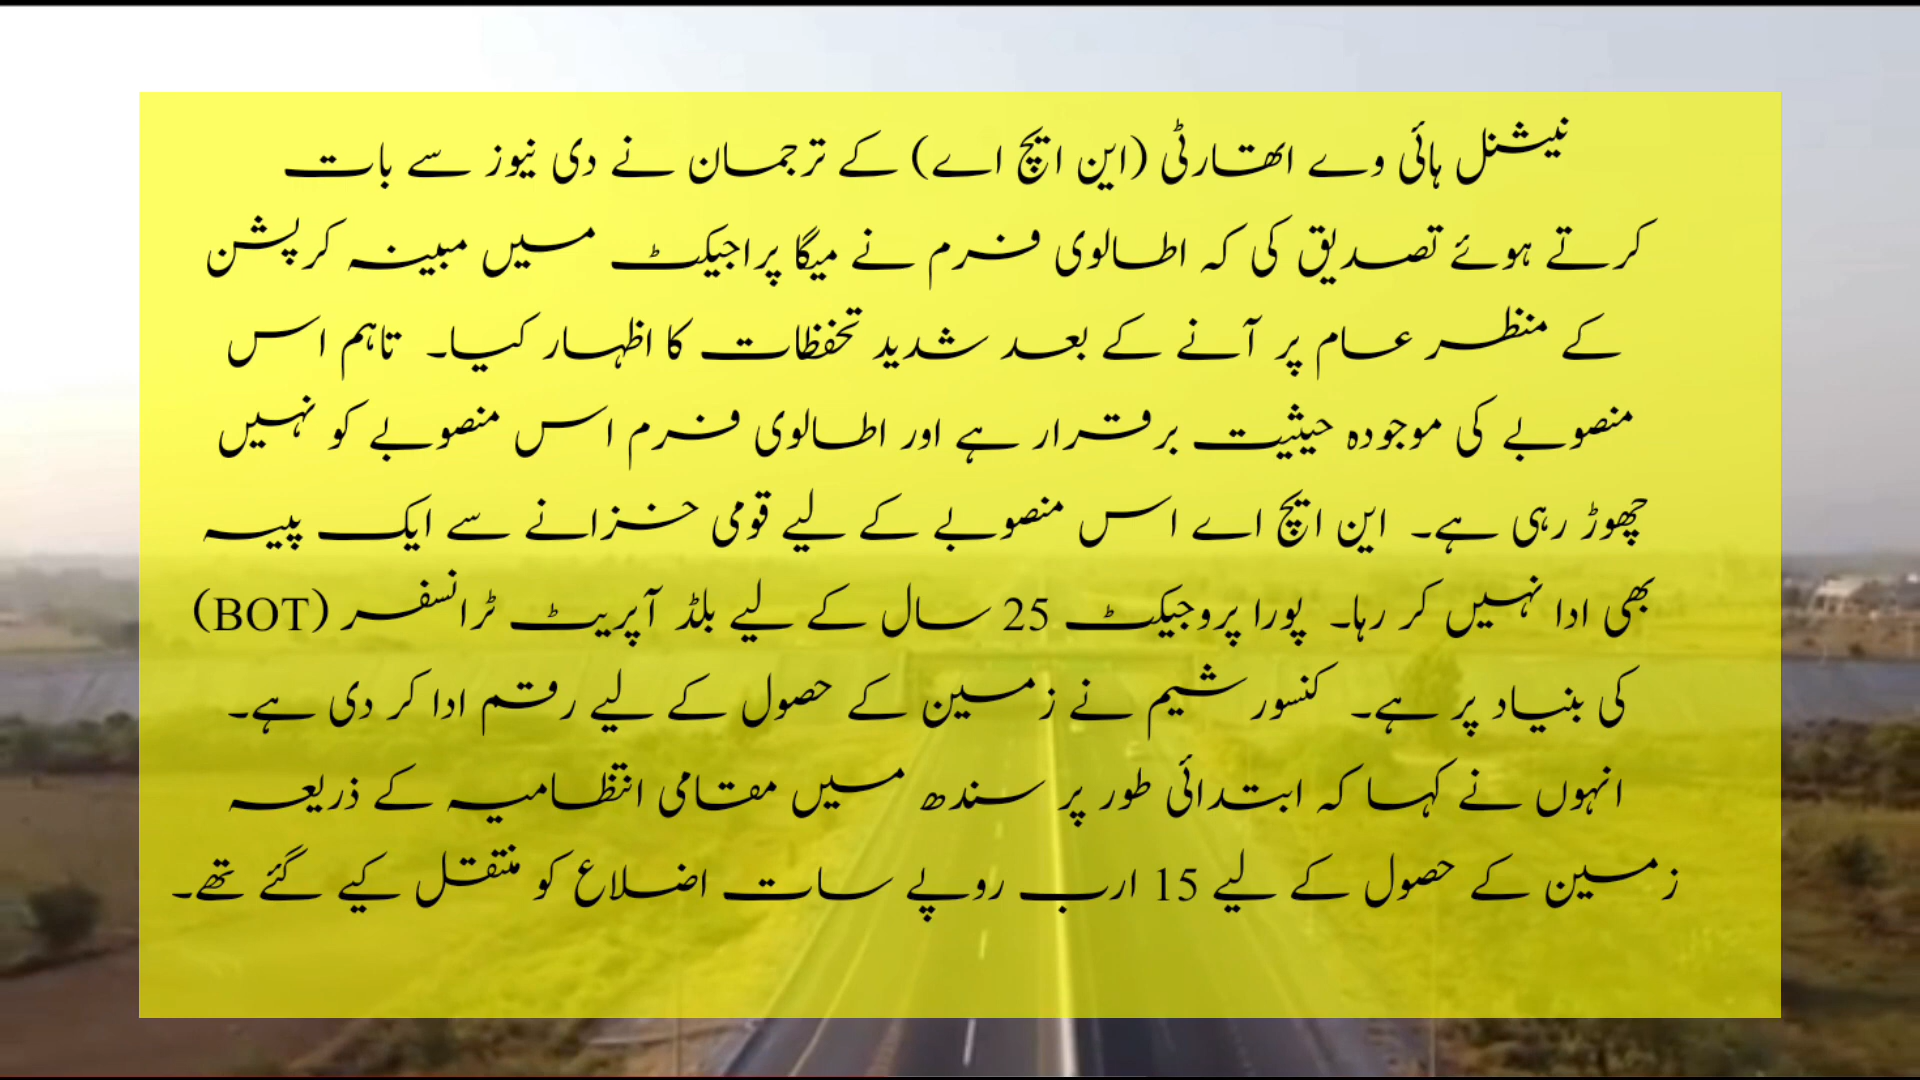 نیشنل ہائی وے اتھارٹی (این ایچ اے) کے ترجمان نے دی نیوز سے بات
کرتے ہوئے تصدیق کی کہ اطالوی فرم نے میگا پراجیکٹ میں مبینہ کرپشن
کے منظر عام پر آنے کے بعد شدید تحفظات کا اظہار کیا۔ تاہم اس
منصوبے کی موجودہ حیثیت برقرار ہے اور اطالوی فرم اس منصوبے کو نہیں
چھوڑ رہی ہے۔ این ایچ اے اس منصوبے کے لیے قومی خزانے سے ایک پیسہ
بھی ادا نہیں کر رہا۔ پورا پروجیکٹ 25 سال کے لیے بلڈ آپریٹ ٹرانسفر (BOT)
کی بنیاد پر ہے۔ کنسورشیم نے زمین کے حصول کے لیے رقم ادا کر دی ہے۔
انہوں نے کہا کہ ابتدائی طور پر سندھ میں مقامی انتظامیہ کے ذریعہ
زمین کے حصول کے لیے 15 ارب روپے سات اضلاع کو منتقل کیے گئے تھے۔